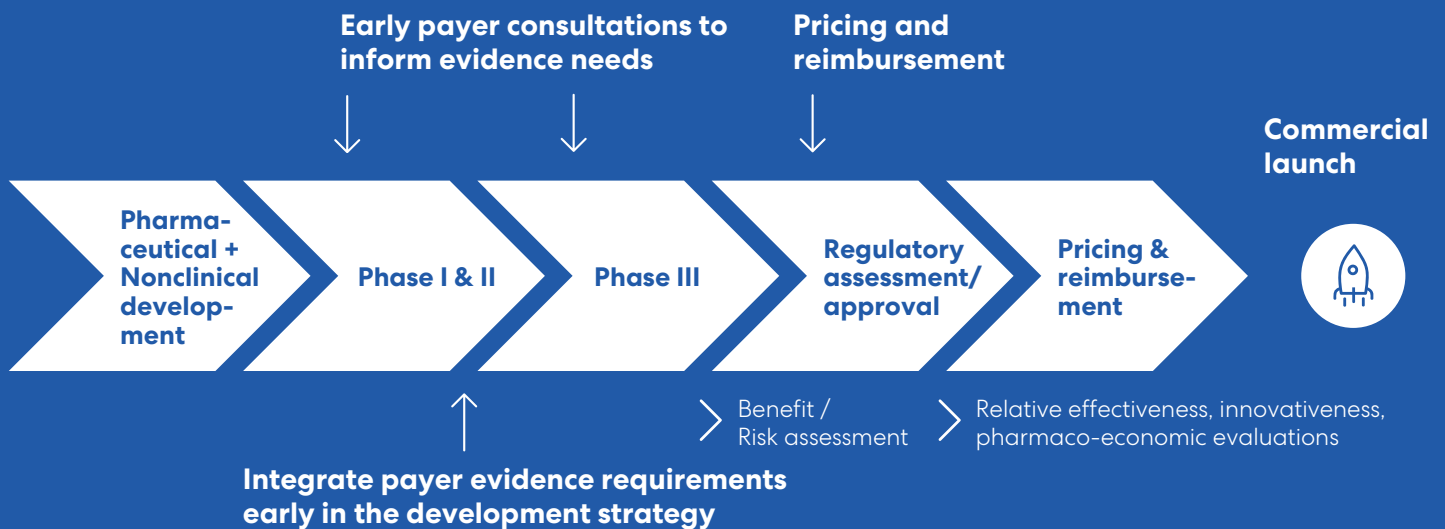 Early payer consultations to
inform evidence needs
Pricing and
reimbursement
Commercial
launch
Pharma-
ceutical +
Nonclinical
develop-
ment
Phase I & II
Phase III
Regulatory
assessment/
approval
Pricing &
reimburse-
ment
Benefit /
Risk assessment
Relative effectiveness, innovativeness,
pharmaco-economic evaluations
Integrate payer evidence requirements
early in the development strategy